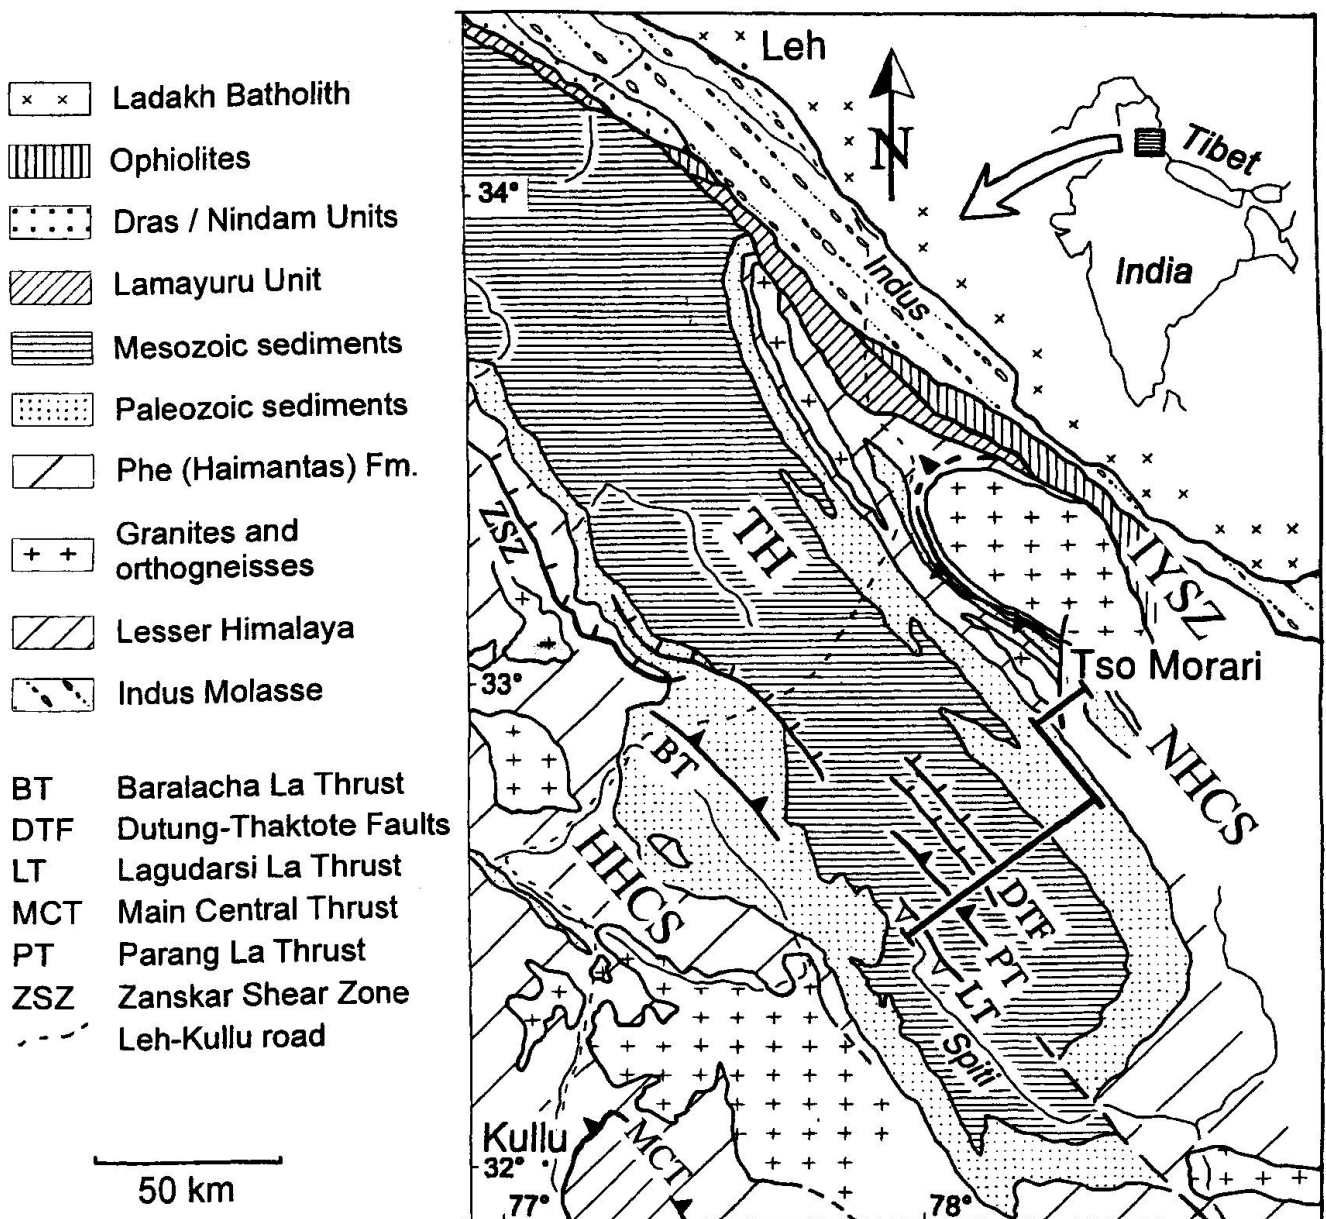 Ladakh Batholith
Ophiolites
Dras / Nindam Units
Lamayuru Unit
Mesozoic sediments
Paleozoic sediments
Phe (Haimantas) Fm.
Granites and
orthogneisses
Lesser Himalaya
Indus Molasse
BT Baralacha La Thrust
DTF Dutung-Thaktote Faults
LT Lagudarsi La Thrust
MCT Main Central Thrust
PT Parang La Thrust
ZSZ Zanskar Shear Zone
Leh-Kullu road
50 km
Leh
N
Tibet
India
34°
Indus
ZSZ
TH
IYSZ
Tso Morari
33°
BT
NHCS
HHCS
DTF
PT
LT
Spiti
Kullu
MCT
32°
77°
78°